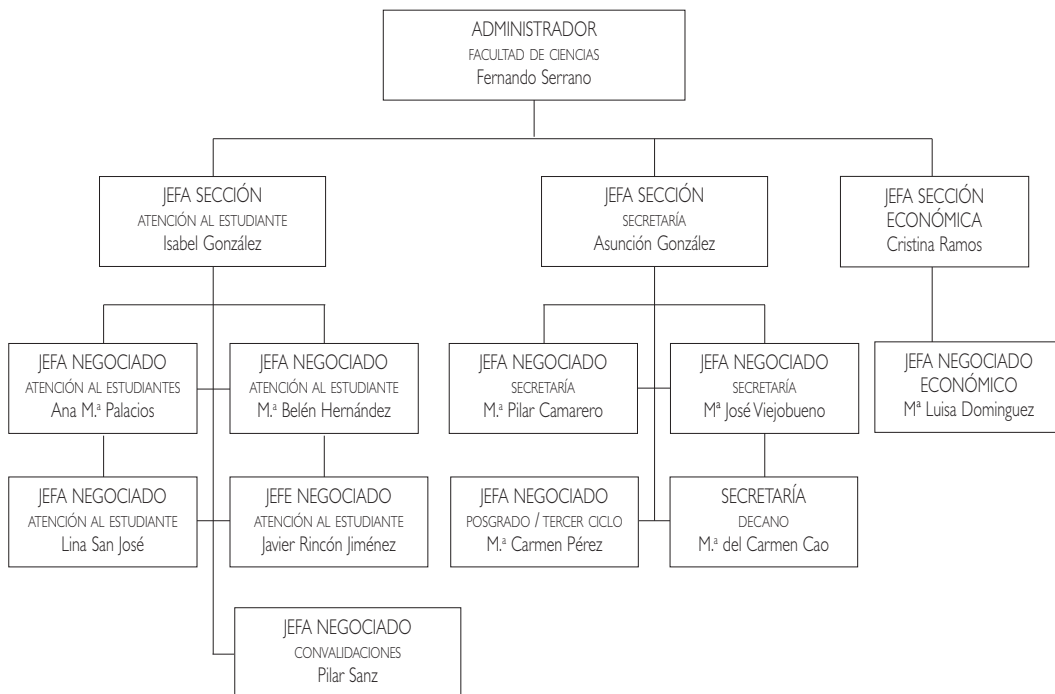 ADMINISTRADOR
FACULTAD DE CIENCIAS
Fernando Serrano
JEFA SECCIÓN
ATENCIÓN AL ESTUDIANTE
Isabel González
JEFA SECCIÓN
SECRETARÍA
Asunción González
JEFA SECCIÓN
ECONÓMICA
Cristina Ramos
JEFA NEGOCIADO
ATENCIÓN AL ESTUDIANTES
Ana M.ª Palacios
JEFA NEGOCIADO
ATENCIÓN AL ESTUDIANTE
M.ª Belén Hernández
JEFA NEGOCIADO
SECRETARÍA
M.ª Pilar Camarero
JEFA NEGOCIADO
SECRETARÍA
Mª José Viejobueno
JEFA NEGOCIADO
ECONÓMICO
Mª Luisa Dominguez
JEFA NEGOCIADO
ATENCIÓN AL ESTUDIANTE
Lina San José
JEFE NEGOCIADO
ATENCIÓN AL ESTUDIANTE
Javier Rincón Jiménez
JEFA NEGOCIADO
POSGRADO / TERCER CICLO
M.ª Carmen Pérez
SECRETARÍA
DECANO
M.ª del Carmen Cao
JEFA NEGOCIADO
CONVALIDACIONES
Pilar Sanz